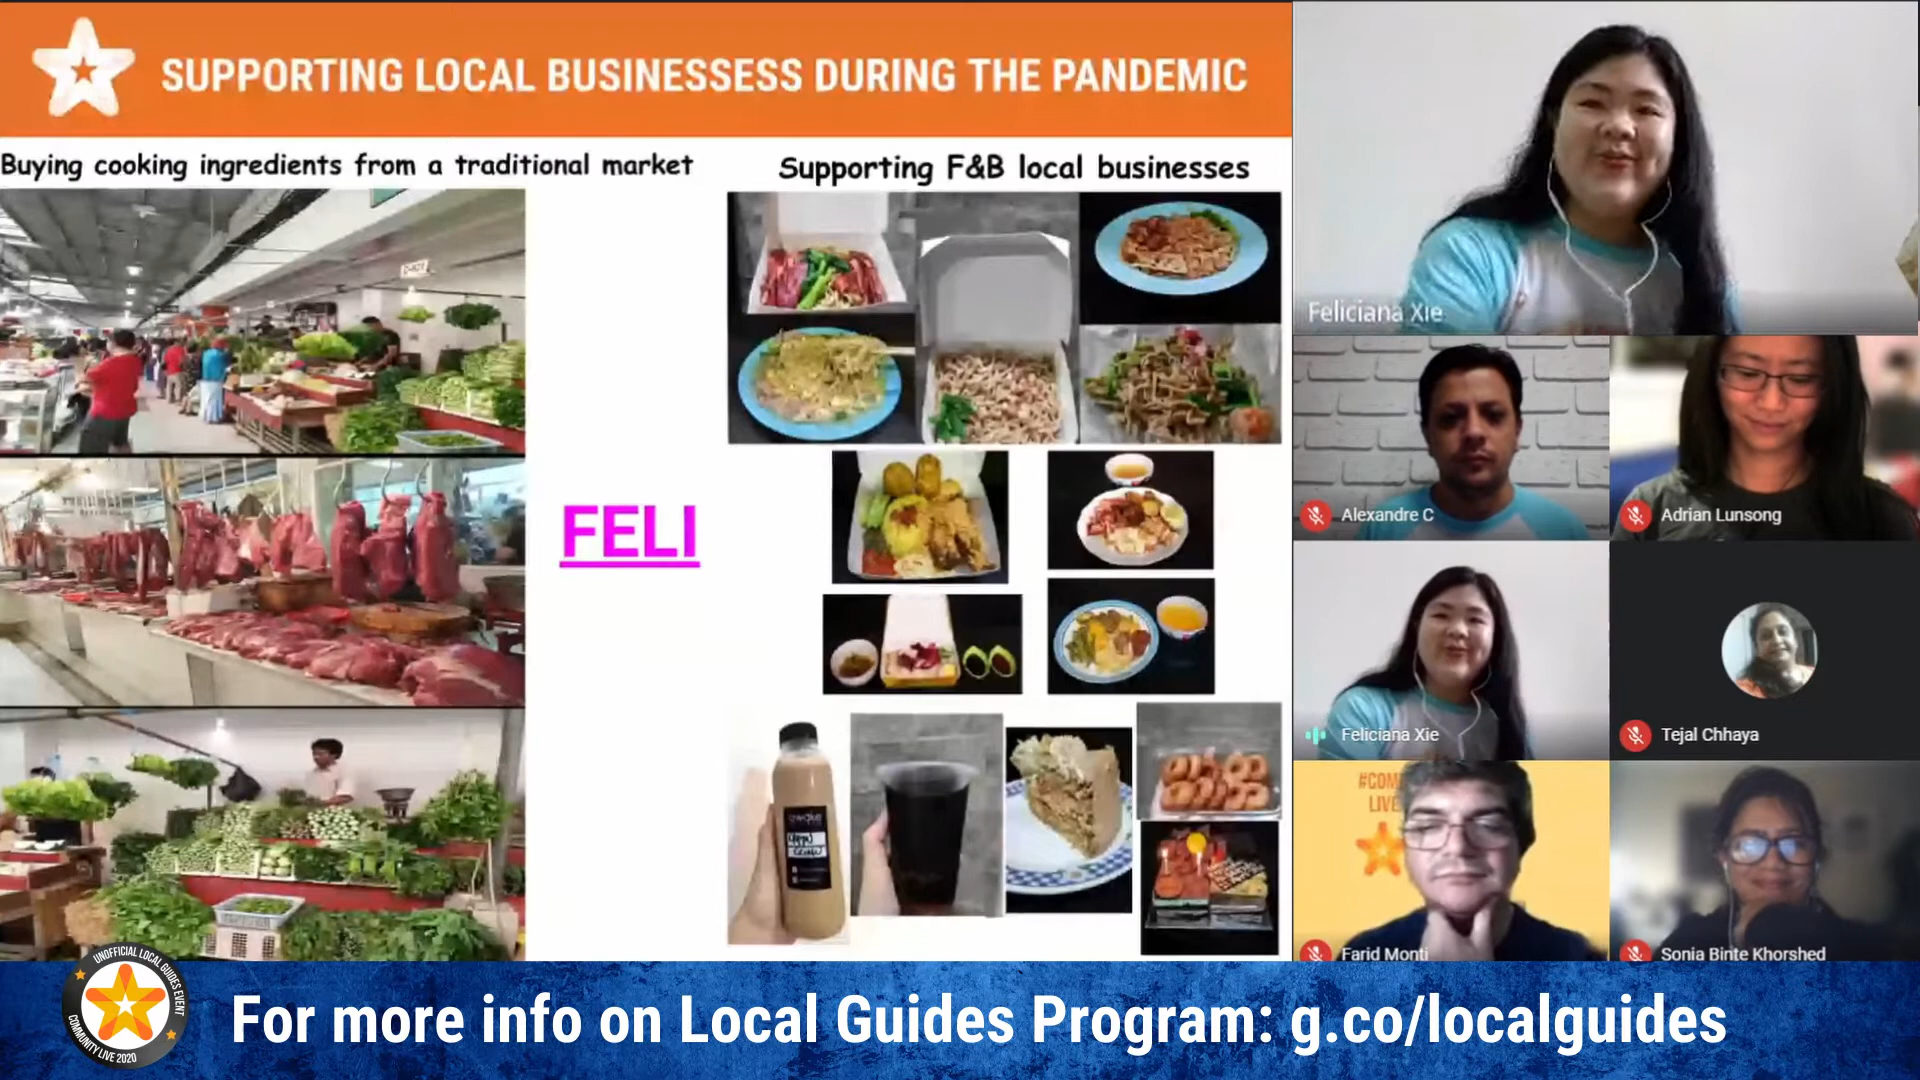 SUPPORTING LOCAL BUSINESSESS DURING THE PANDEMIC
Buying cooking ingredients from a traditional market
Supporting F&B local businesses
FELI
Feliciana Xie
Alexandre C
Adrian Lunsong
Feliciana Xie
Tejal Chhaya
#COM
LIVE
Farid Monti
Sonia Binte Khorshed
UNOFFICIAL LOCAL GUIDES EVENT
COMMUNITY LIVE 2020
For more info on Local Guides Program: g.co/localguides